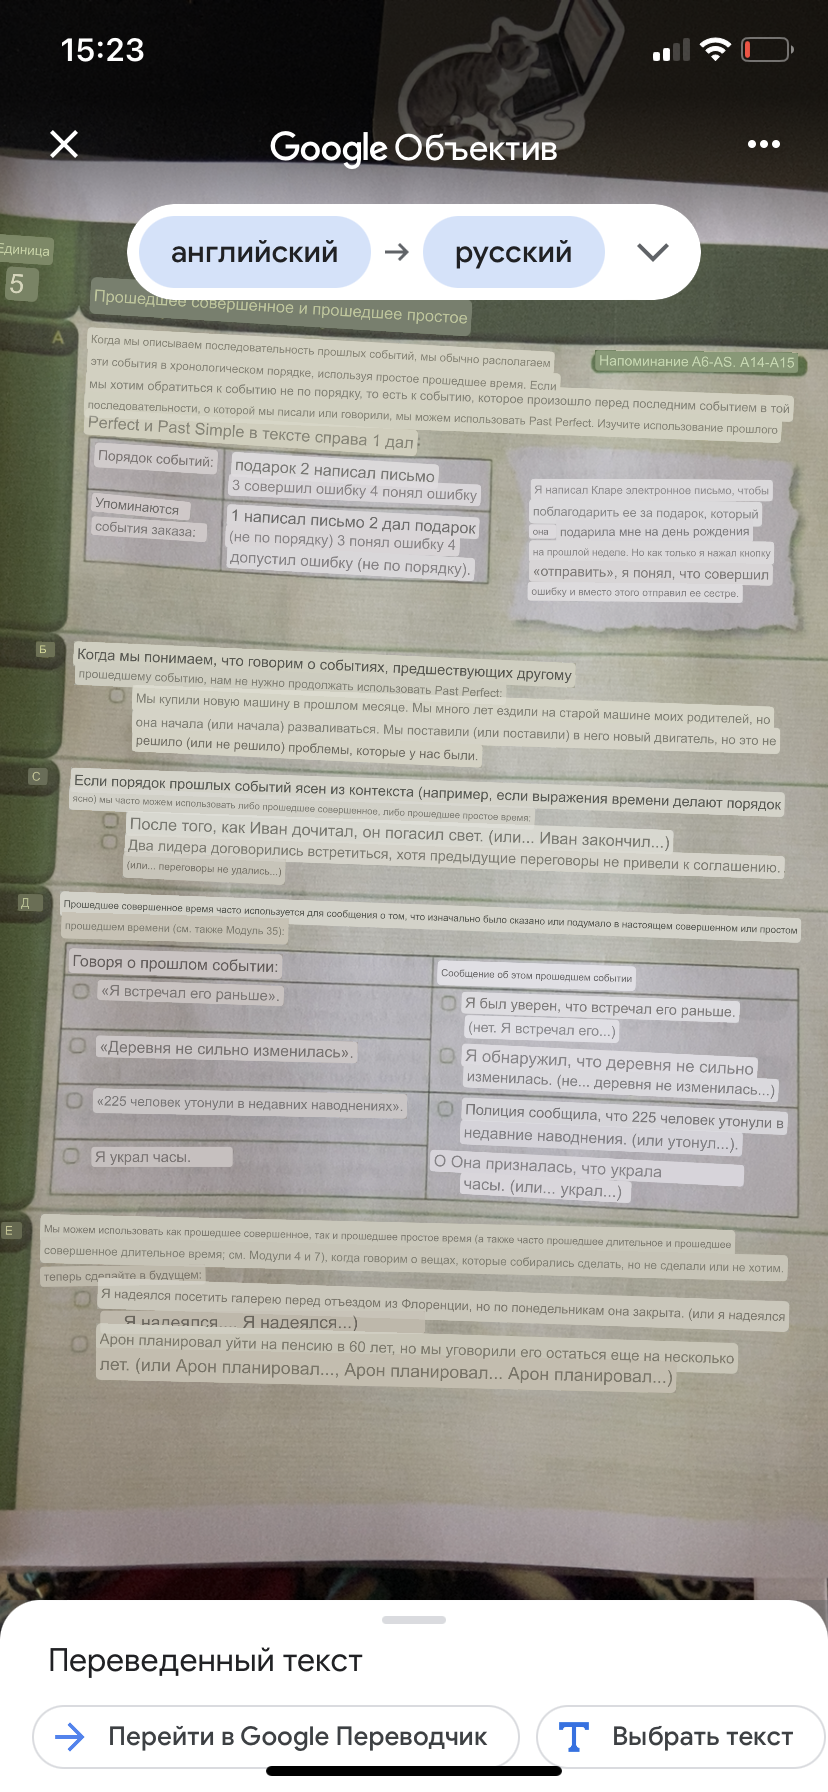 15:23
Google Объектив
английский → русский
Единица
5
Прошедшее совершенное и прошедшее простое
А
Когда мы описываем последовательность прошлых событий, мы обычно располагаем
Напоминание A6-AS. A14-A15
эти события в хронологическом порядке, используя простое прошедшее время. Если
мы хотим обратиться к событию не по порядку, то есть к событию, которое произошло перед последним событием в той
последовательности, о которой мы писали или говорили, мы можем использовать Past Perfect. Изучите использование прошлого
Perfect и Past Simple в тексте справа 1 дал:
Порядок событий:
подарок 2 написал письмо
3 совершил ошибку 4 понял ошибку
Упоминаются
события заказа:
1 написал письмо 2 дал подарок
(не по порядку) 3 понял ошибку 4
допустил ошибку (не по порядку).
Я написал Кларе электронное письмо, чтобы
поблагодарить ее за подарок, который
она подарила мне на день рождения
на прошлой неделе. Но как только я нажал кнопку
«отправить», я понял, что совершил
ошибку и вместо этого отправил ее сестре.
Б
Когда мы понимаем, что говорим о событиях, предшествующих другому
прошедшему событию, нам не нужно продолжать использовать Past Perfect:
Мы купили новую машину в прошлом месяце. Мы много лет ездили на старой машине моих родителей, но
она начала (или начала) разваливаться. Мы поставили (или поставили) в него новый двигатель, но это не
решило (или не решило) проблемы, которые у нас были.
С
Если порядок прошлых событий ясен из контекста (например, если выражения времени делают порядок
ясно) мы часто можем использовать либо прошедшее совершенное, либо прошедшее простое время:
После того, как Иван дочитал, он погасил свет. (или... Иван закончил...)
Два лидера договорились встретиться, хотя предыдущие переговоры не привели к соглашению.
(или... переговоры не удались...)
Д
Прошедшее совершенное время часто используется для сообщения о том, что изначально было сказано или подумало в настоящем совершенном или простом
прошедшем времени (см. также Модуль 35):
Говоря о прошлом событии:
Сообщение об этом прошедшем событии
«Я встречал его раньше».
Я был уверен, что встречал его раньше.
(нет. Я встречал его...)
«Деревня не сильно изменилась».
Я обнаружил, что деревня не сильно
изменилась. (не... деревня не изменилась...)
«225 человек утонули в недавних наводнениях».
Полиция сообщила, что 225 человек утонули в
недавние наводнения. (или утонул...).
Я украл часы.
О Она призналась, что украла
часы. (или... украл...)
Е
Мы можем использовать как прошедшее совершенное, так и прошедшее простое время (а также часто прошедшее длительное и прошедшее
совершенное длительное время; см. Модули 4 и 7), когда говорим о вещах, которые собирались сделать, но не сделали или не хотим.
теперь сделайте в будущем:
Я надеялся посетить галерею перед отъездом из Флоренции, но по понедельникам она закрыта. (или я надеялся
Я надеялся.... Я надеялся...)
Арон планировал уйти на пенсию в 60 лет, но мы уговорили его остаться еще на несколько
лет. (или Арон планировал..., Арон планировал... Арон планировал...)
Переведенный текст
Перейти в Google Переводчик
Выбрать текст